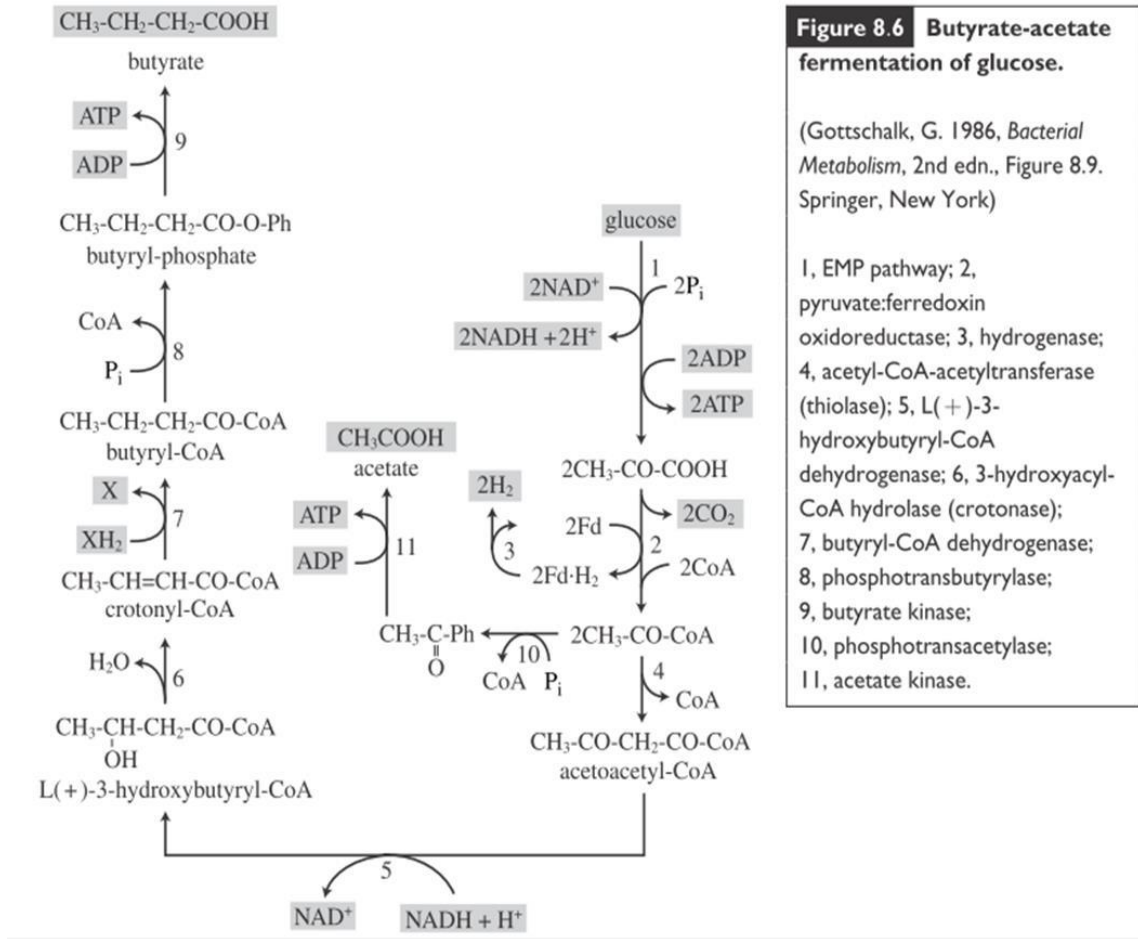 CH₃-CH₂-CH₂-COOH
butyrate
ATP
9
ADP
CH₃-CH₂-CH₂-CO-O-Ph
butyryl-phosphate
CoA
8
Pᵢ
CH₃-CH₂-CH₂-CO-CoA
butyryl-CoA
X
7
XH₂
CH₃-CH=CH-CO-CoA
crotonyl-CoA
H₂O
6
CH₃-CH-CH₂-CO-CoA
OH
L(+)-3-hydroxybutyryl-CoA
glucose
1
2NAD⁺
2Pᵢ
2NADH +2H⁺
2ADP
2ATP
CH₃COOH
acetate
2CH₃-CO-COOH
2H₂
ATP
2Fd
2CO₂
11
3
2
ADP
2Fd·H₂
2CoA
CH₃-C-Ph
O
10
CoA Pᵢ
2CH₃-CO-CoA
4
CoA
CH₃-CO-CH₂-CO-CoA
acetoacetyl-CoA
5
NAD⁺
NADH + H⁺
Figure 8.6 Butyrate-acetate
fermentation of glucose.
(Gottschalk, G. 1986, Bacterial
Metabolism, 2nd edn., Figure 8.9.
Springer, New York)
1, EMP pathway; 2,
pyruvate:ferredoxin
oxidoreductase; 3, hydrogenase;
4, acetyl-CoA-acetyltransferase
(thiolase); 5, L(+)-3-
hydroxybutyryl-CoA
dehydrogenase; 6, 3-hydroxyacyl-
CoA hydrolase (crotonase);
7, butyryl-CoA dehydrogenase;
8, phosphotransbutyrylase;
9, butyrate kinase;
10, phosphotransacetylase;
11, acetate kinase.